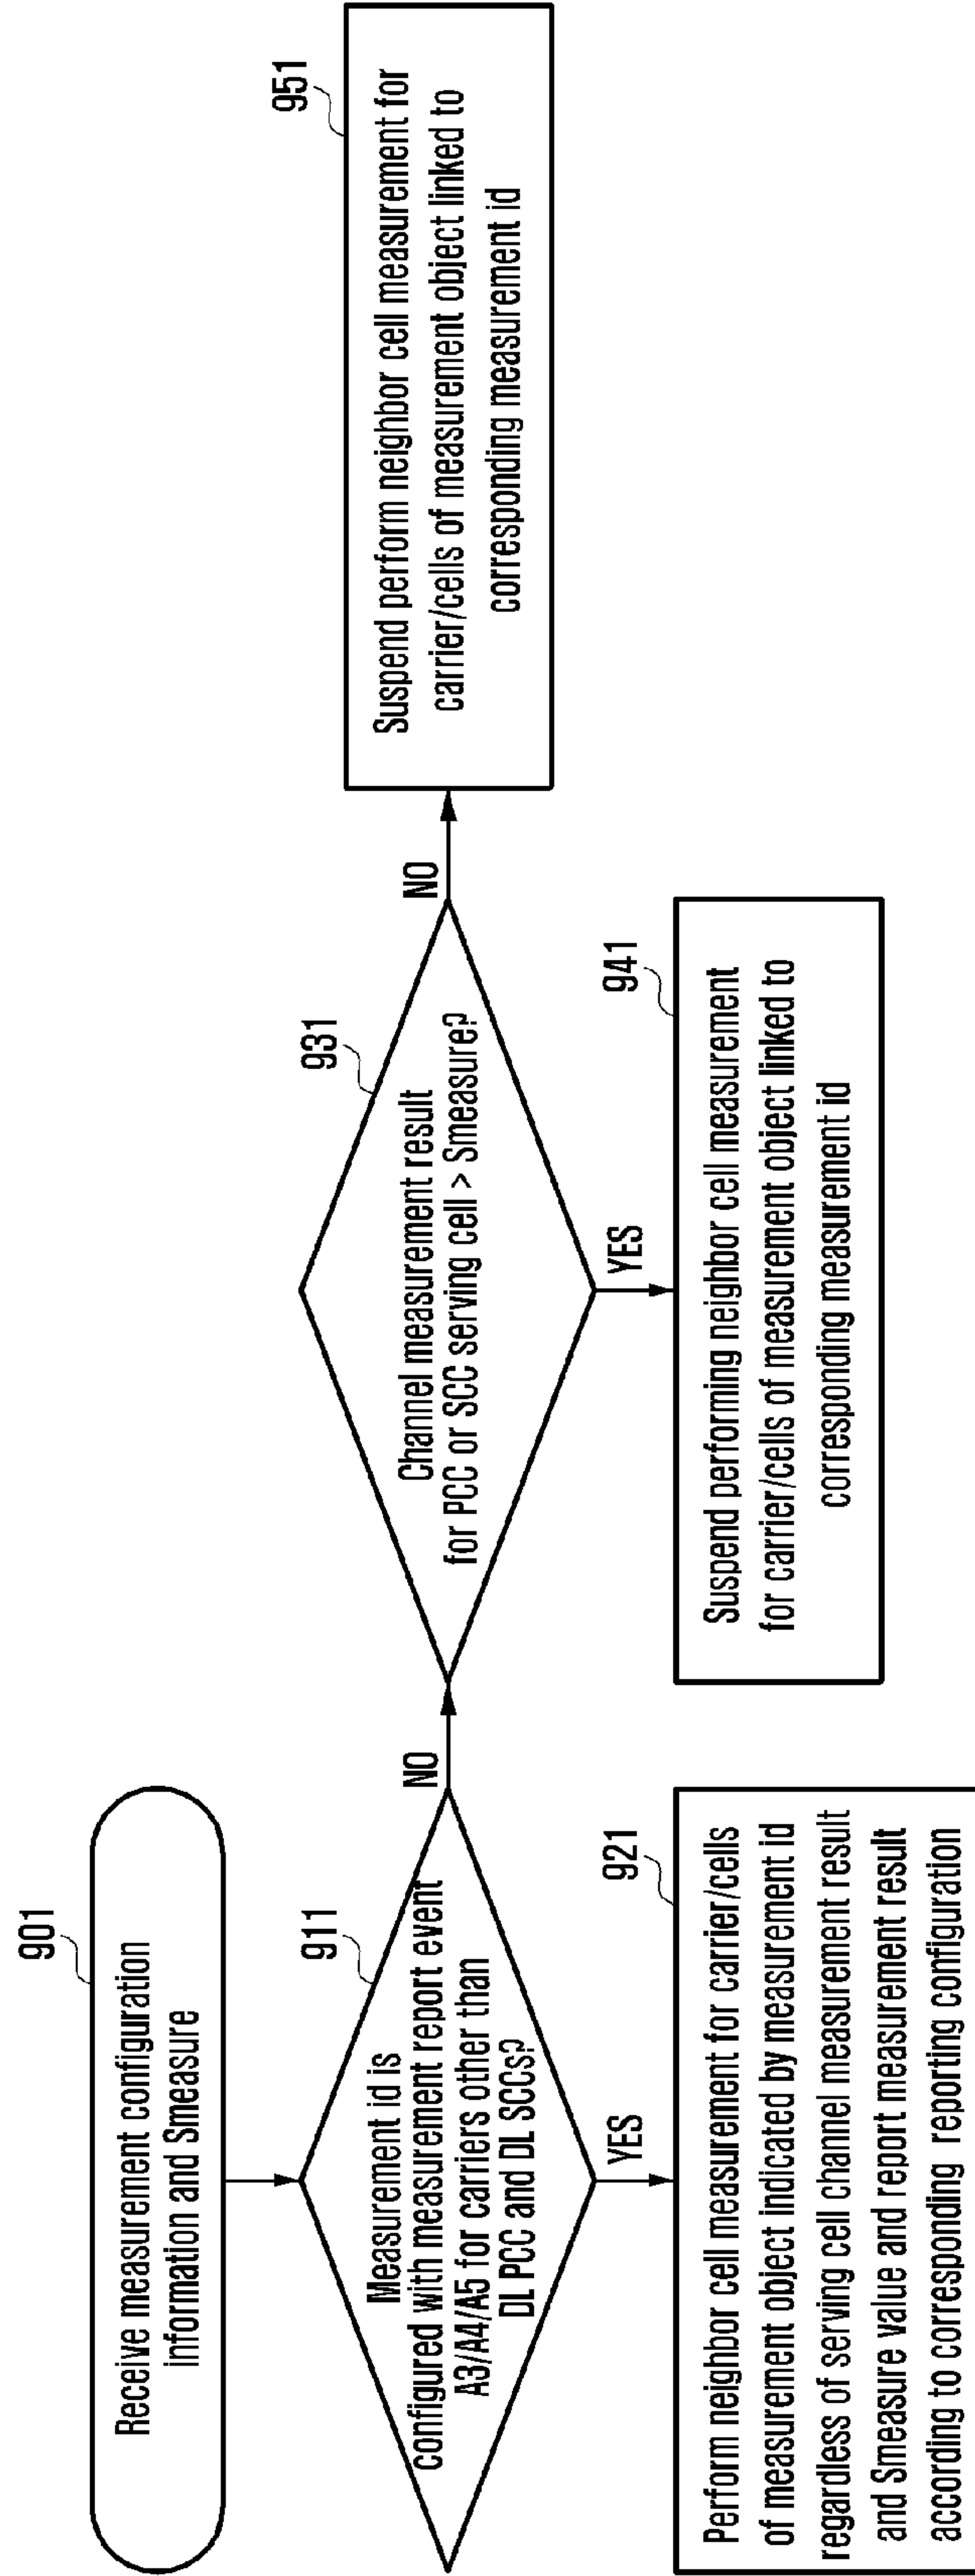 901
Receive measurement configuration
information and Smeasure
911
Measurement id is
configured with measurement report event
A3/A4/A5 for carriers other than
DL PCC and DL SCCs?
NO
YES
921
Perform neighbor cell measurement for carrier/cells
of measurement object indicated by measurement id
regardless of serving cell channel measurement result
and Smeasure value and report measurement result
according to corresponding reporting configuration
931
Channel measurement result
for PCC or SCC serving cell > Smeasure?
NO
YES
941
Suspend performing neighbor cell measurement
for carrier/cells of measurement object linked to
corresponding measurement id
951
Suspend perform neighbor cell measurement for
carrier/cells of measurement object linked to
corresponding measurement id